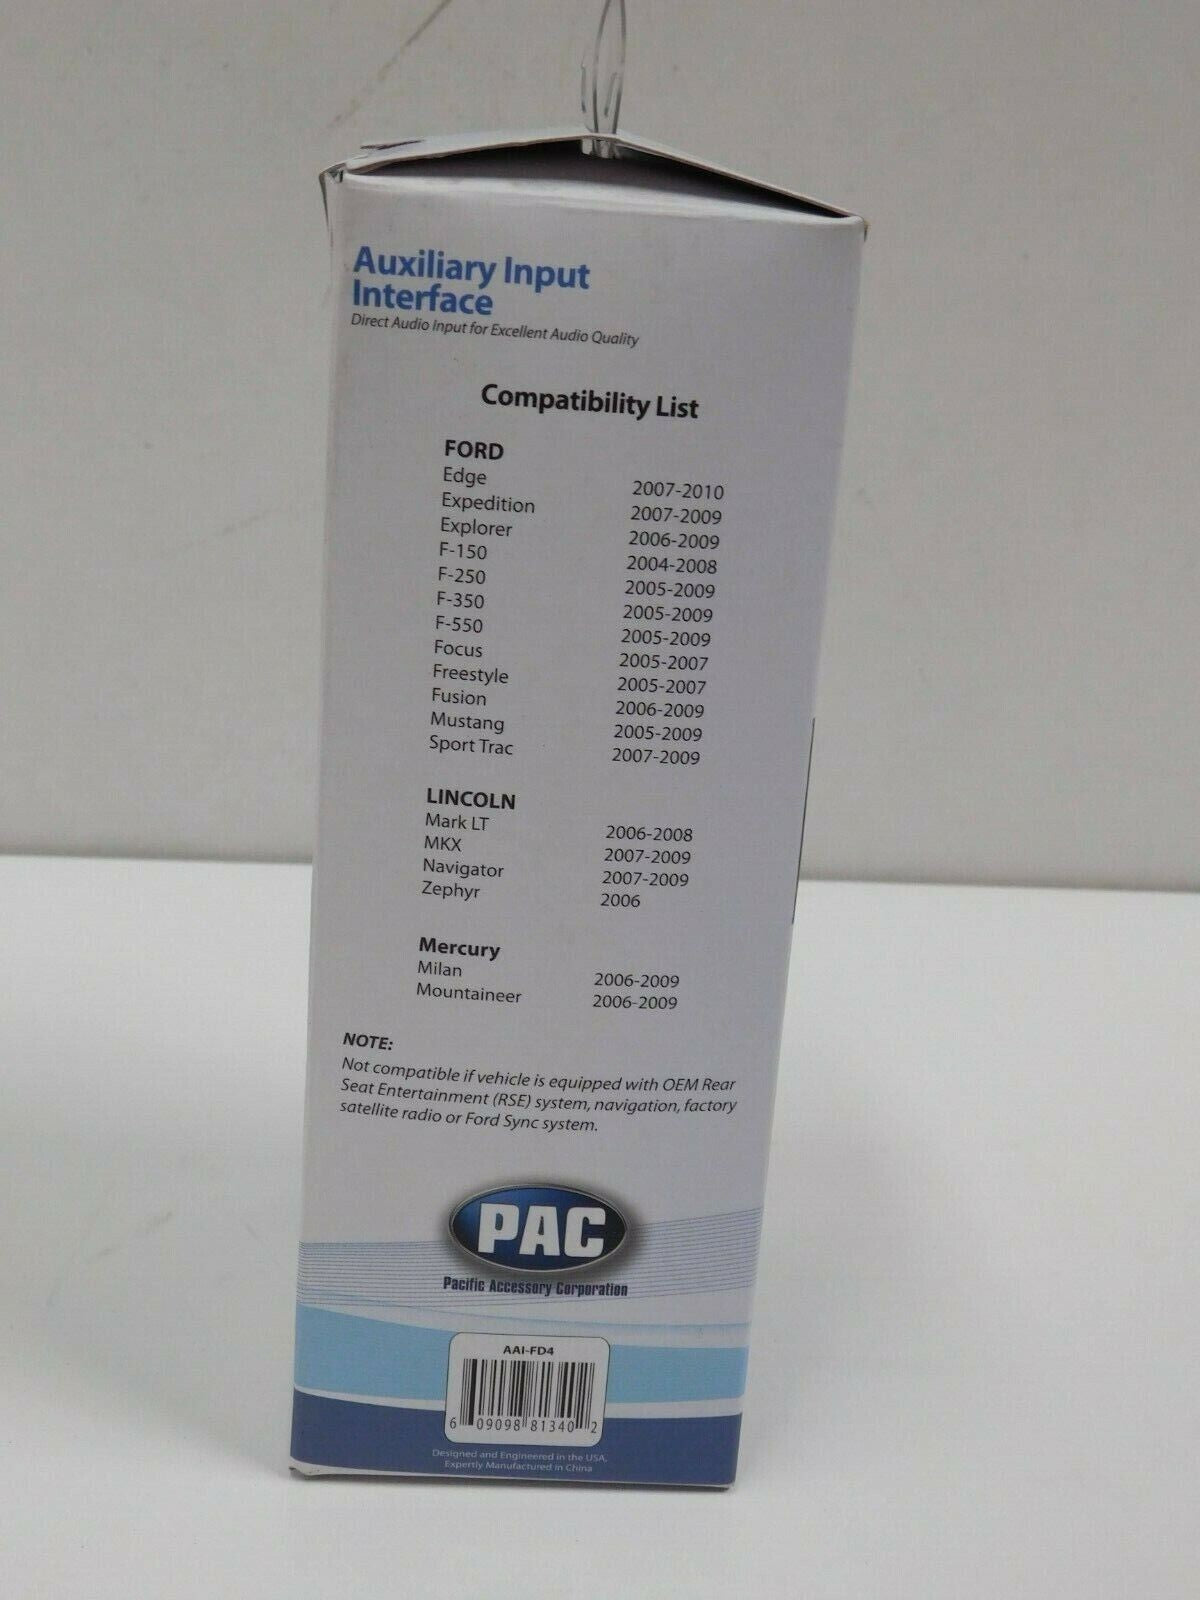 Auxiliary Input
Interface
Direct Audio Input for Excellent Audio Quality
Compatibility List
FORD
Edge 2007-2010
Expedition 2007-2009
Explorer 2006-2009
F-150 2004-2008
F-250 2005-2009
F-350 2005-2009
F-550 2005-2009
Focus 2005-2007
Freestyle 2005-2007
Fusion 2006-2009
Mustang 2005-2009
Sport Trac 2007-2009
LINCOLN
Mark LT 2006-2008
MKX 2007-2009
Navigator 2007-2009
Zephyr 2006
Mercury
Milan 2006-2009
Mountaineer 2006-2009
NOTE:
Not compatible if vehicle is equipped with OEM Rear
Seat Entertainment (RSE) system, navigation, factory
satellite radio or Ford Sync system.
PAC
Pacific Accessory Corporation
AAI-FD4
6 09098 81340 2
Designed and Engineered in the USA,
Expertly Manufactured in China